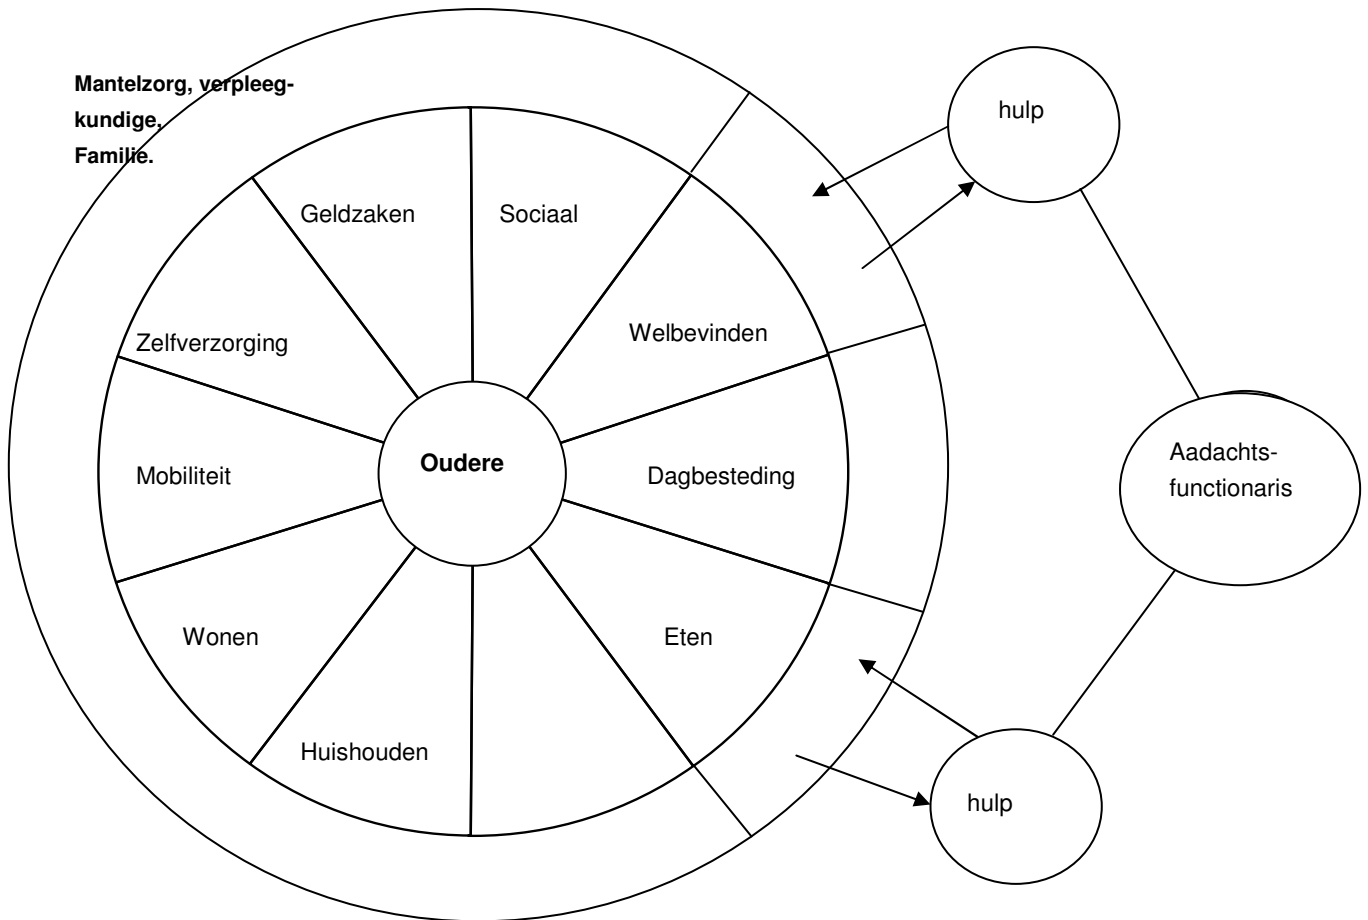 Mantelzorg, verpleeg-
kundige,
Familie.
hulp
Geldzaken
Sociaal
Zelfverzorging
Welbevinden
Oudere
Mobiliteit
Dagbesteding
Aadachts-
functionaris
Wonen
Eten
Huishouden
hulp